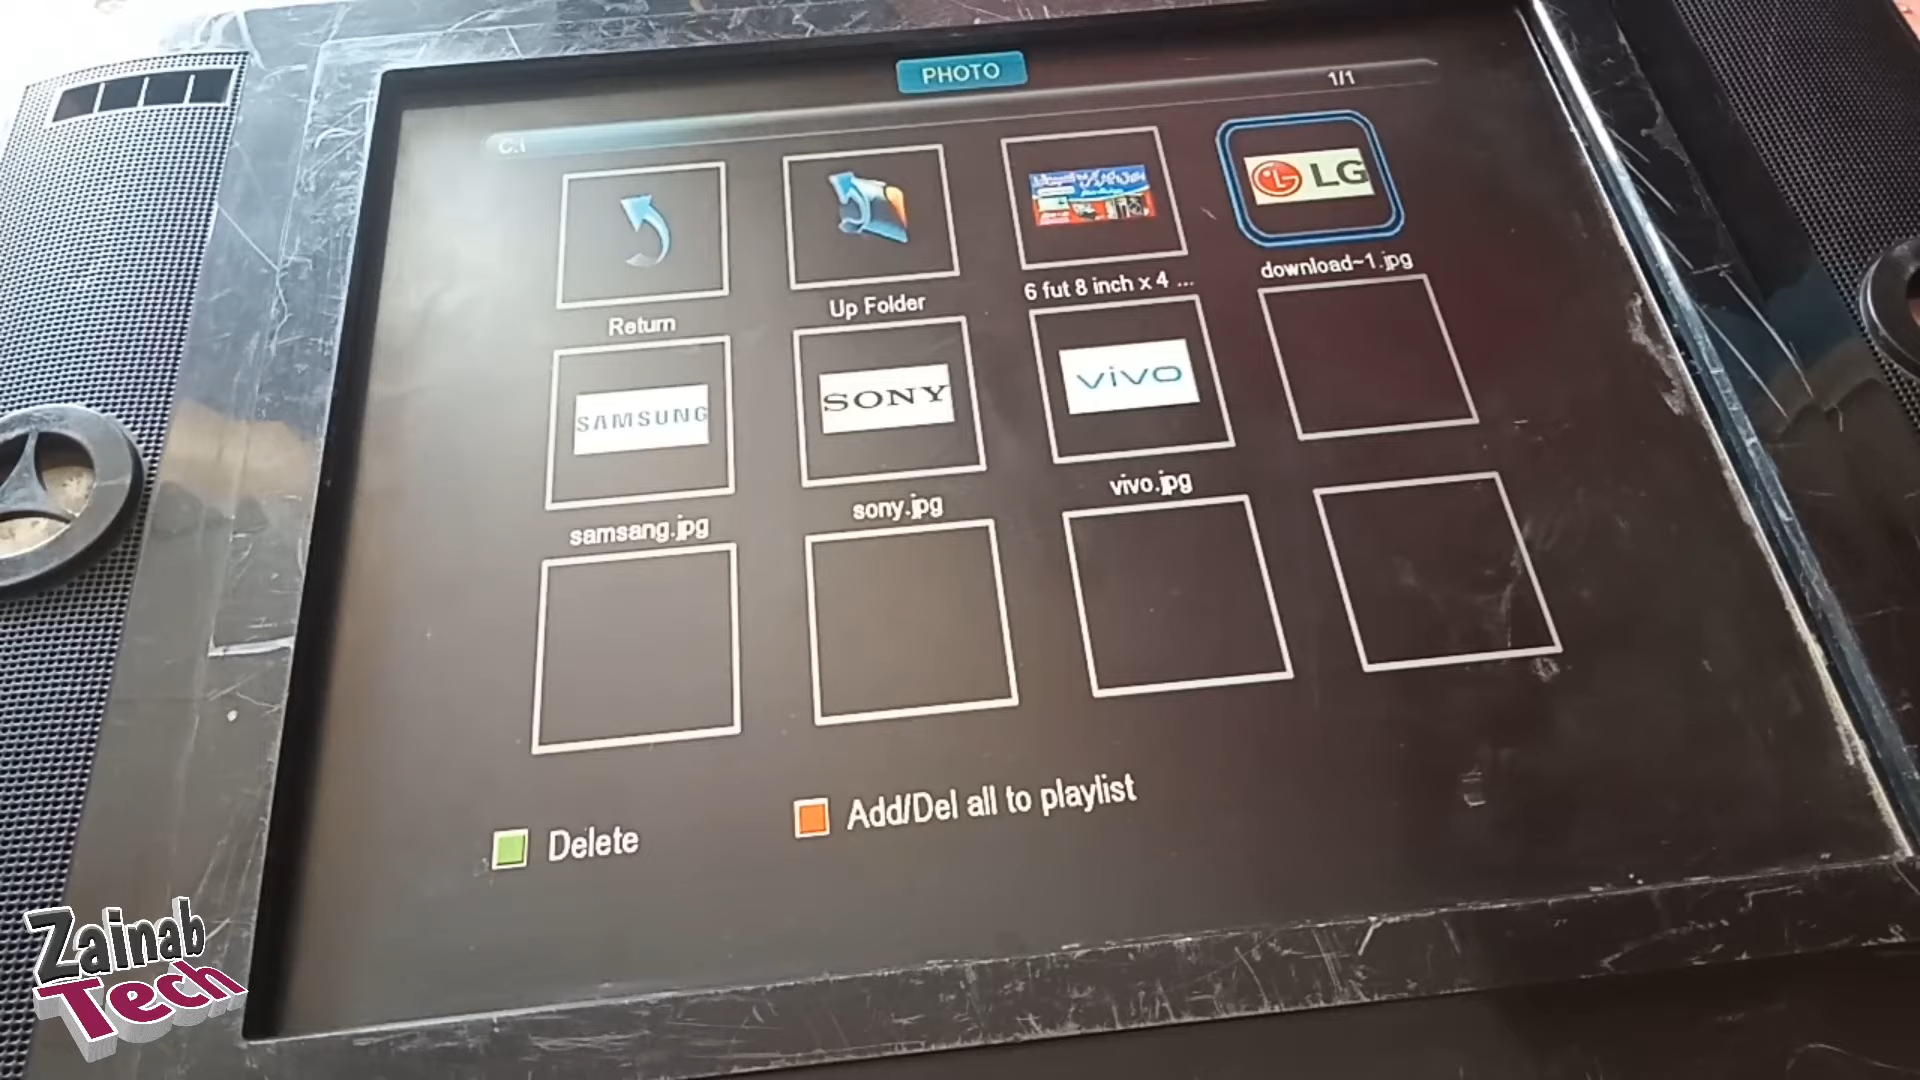 PHOTO
1/1
C:\
LG
Return
Up Folder
6 fut 8 inch x 4 ...
download~1.jpg
SAMSUNG
SONY
vivo
samsang.jpg
sony.jpg
vivo.jpg
Delete
Add/Del all to playlist
Zainab
Tech